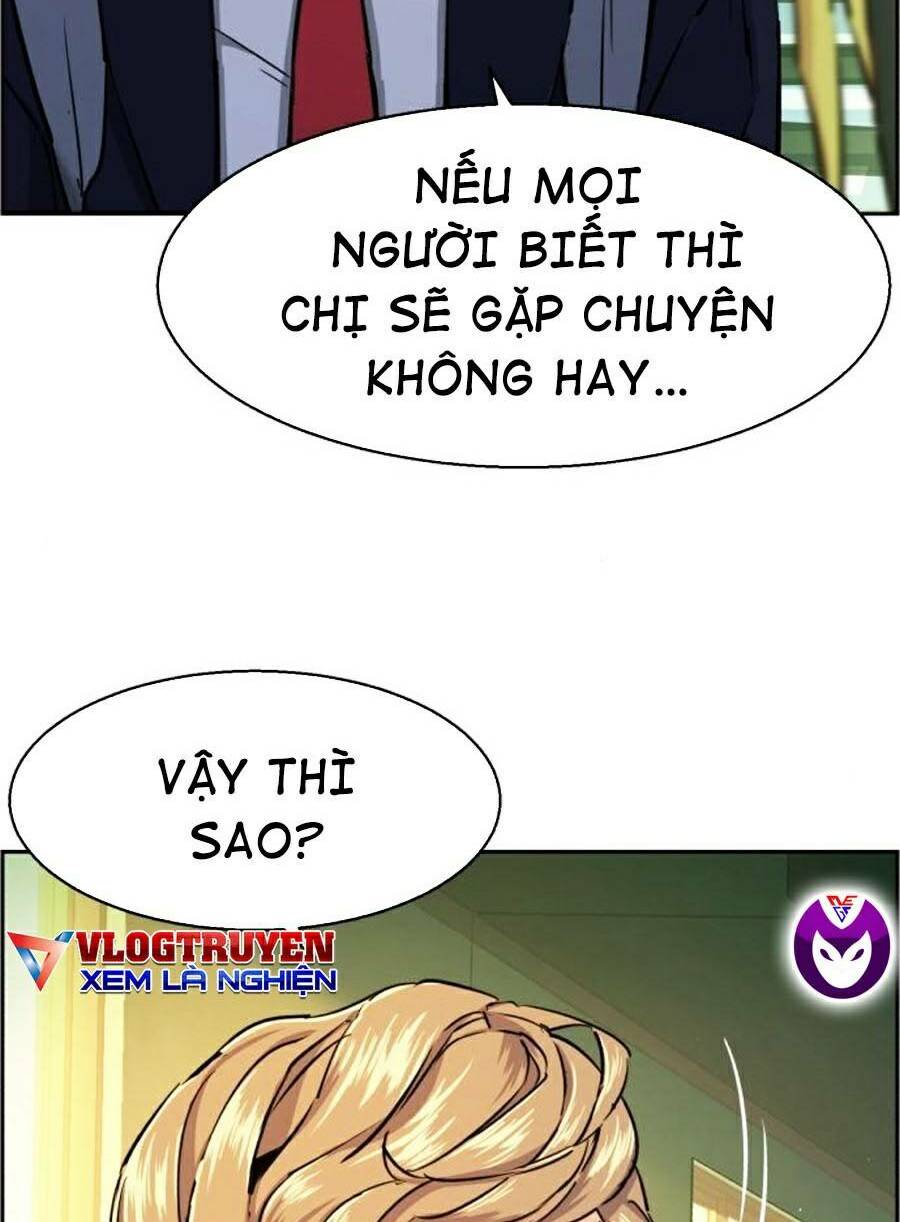 NẾU MỌI
NGƯỜI BIẾT THÌ
CHỊ SẼ GẶP CHUYỆN
KHÔNG HAY...
VẬY THÌ
SAO?
VLOGTRUYEN
XEM LÀ NGHIỆN